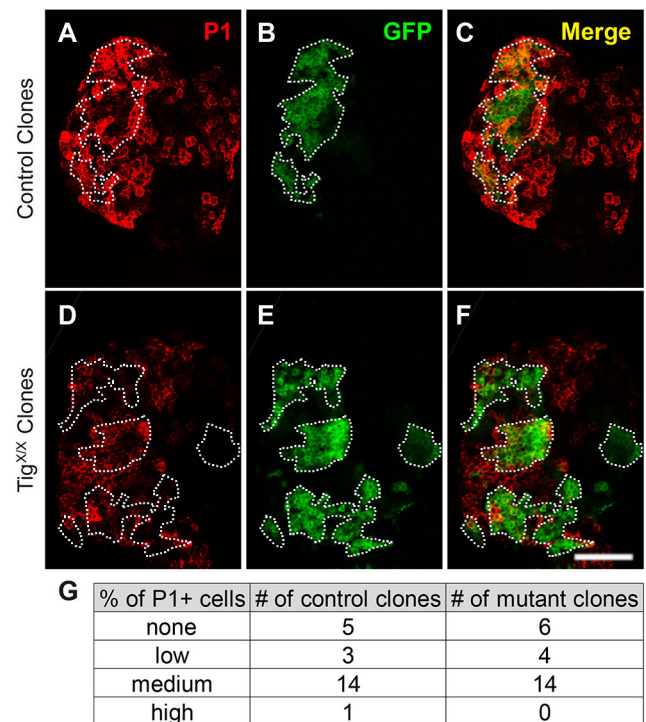 A P1
B GFP
C Merge
Control Clones
D
E
F
Tig^X/X Clones
G
% of P1+ cells # of control clones # of mutant clones
none 5 6
low 3 4
medium 14 14
high 1 0